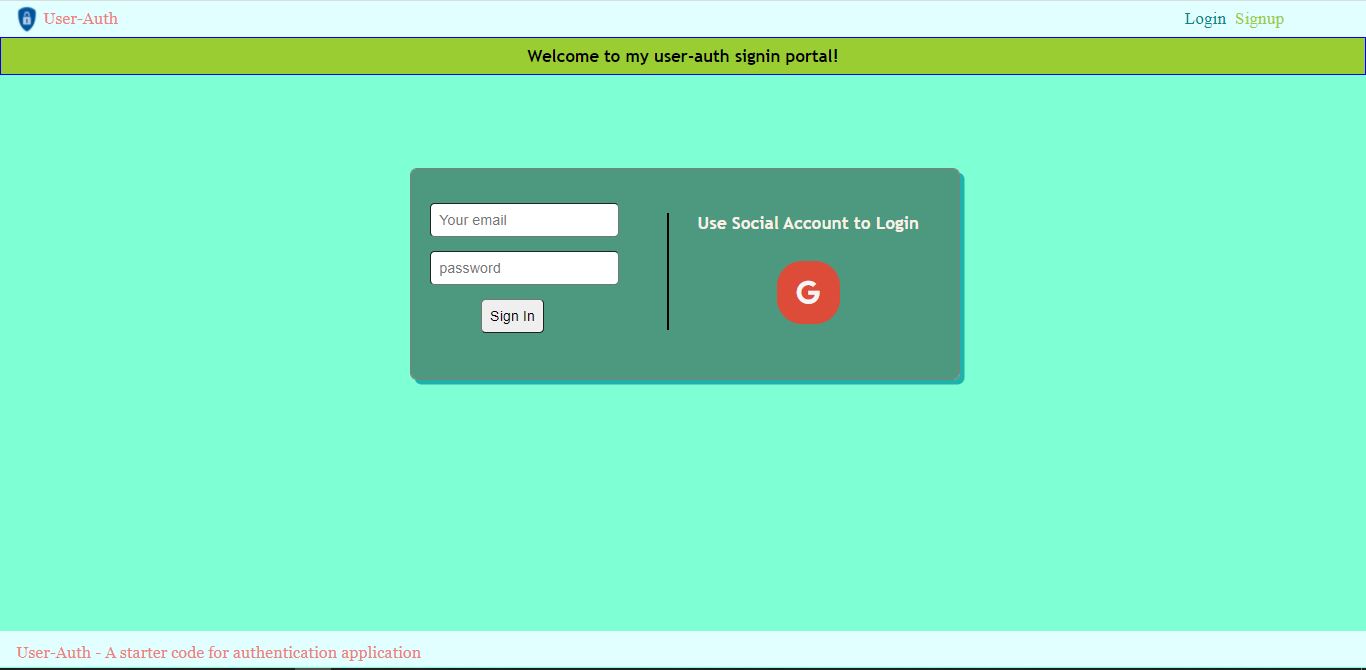 User-Auth
Login Signup
Welcome to my user-auth signin portal!
Your email
password
Sign In
Use Social Account to Login
G
User-Auth - A starter code for authentication application